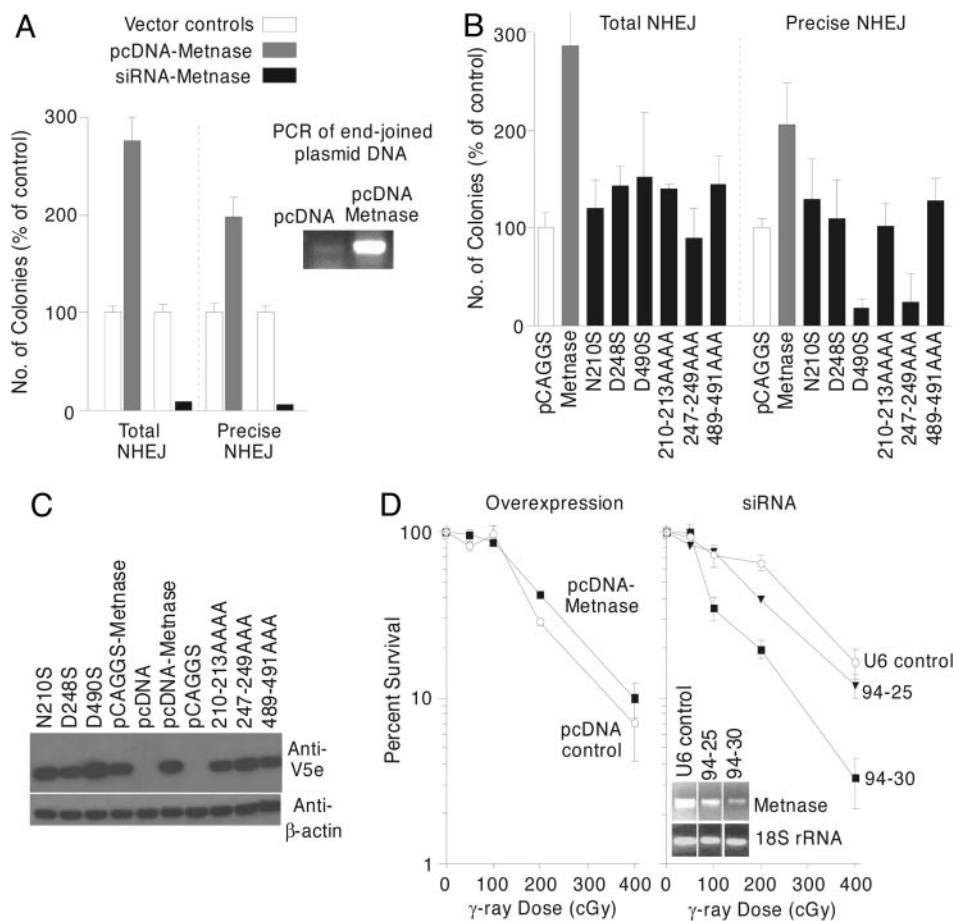 A
Vector controls
pcDNA-Metnase
siRNA-Metnase
No. of Colonies (% of control)
300
200
100
0
Total
NHEJ
Precise
NHEJ
PCR of end-joined
plasmid DNA
pcDNA
pcDNA
Metnase
B
Total NHEJ
Precise NHEJ
No. of Colonies (% of control)
300
200
100
0
pCAGGS
Metnase
N210S
D248S
D490S
210-213AAAA
247-249AAA
489-491AAA
pCAGGS
Metnase
N210S
D248S
D490S
210-213AAAA
247-249AAA
489-491AAA
C
N210S
D248S
D490S
pCAGGS-Metnase
pcDNA
pcDNA-Metnase
pCAGGS
210-213AAAA
247-249AAA
489-491AAA
Anti-
V5e
Anti-
β-actin
D
Overexpression
siRNA
Percent Survival
100
10
1
pcDNA-
Metnase
pcDNA
control
0 100 200 300 400
γ-ray Dose (cGy)
U6 control
94-25
94-30
U6 control
94-25
94-30
Metnase
18S rRNA
0 100 200 300 400
γ-ray Dose (cGy)